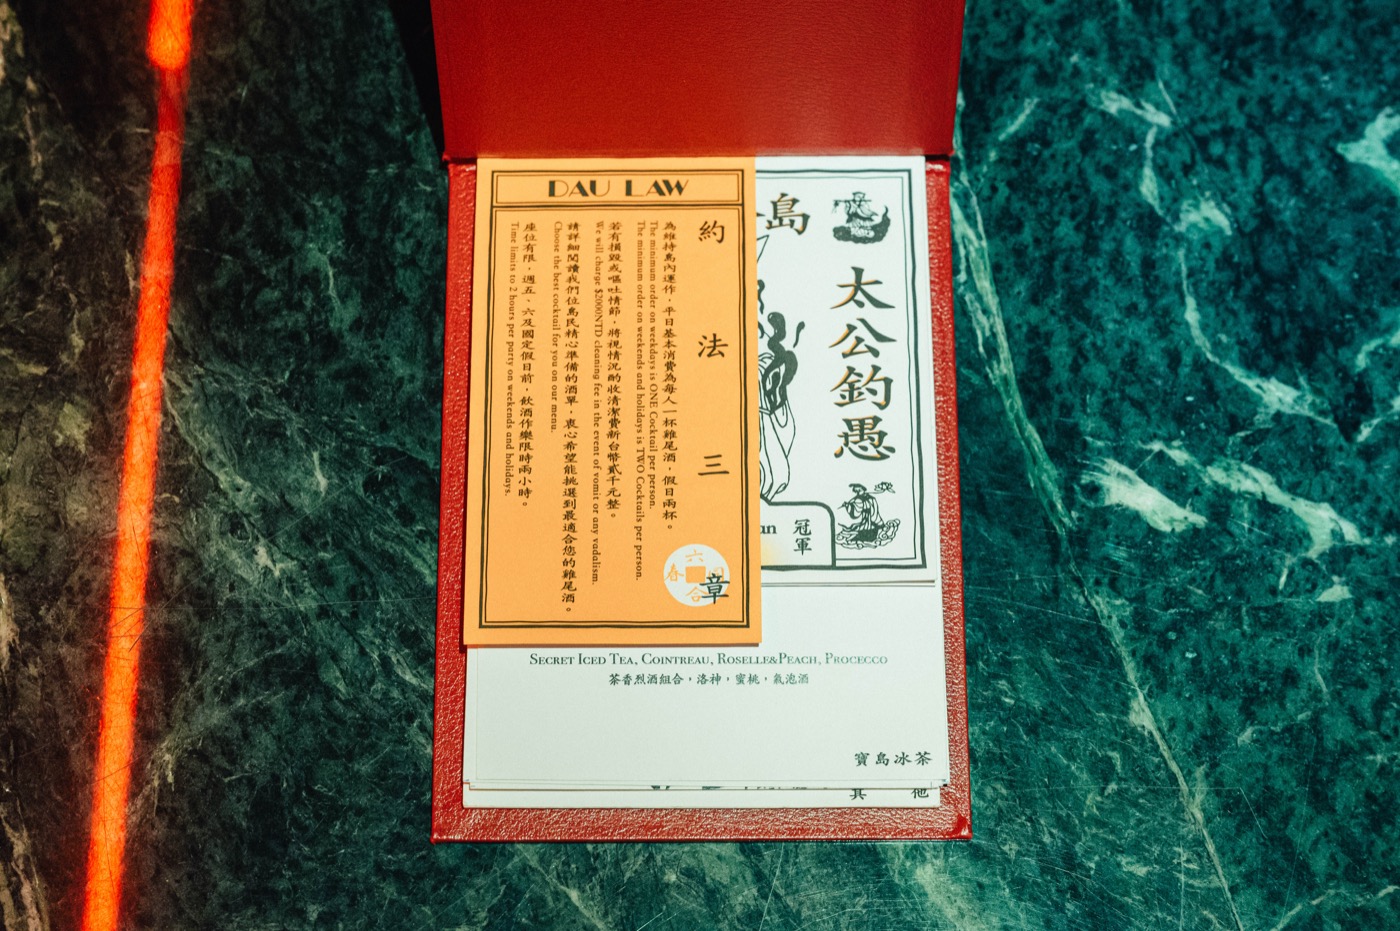 DAU LAW
約法三章
為維持島內運作，平日基本消費為每人一杯雞尾酒，假日兩杯。
The minimum order on weekdays is ONE Cocktail per person.
The minimum order on weekends and holidays is TWO Cocktails per person.
若有損毀或嘔吐情節，將視情況酌收清潔費新台幣貳千元整。
We will charge $2000NTD cleaning fee in the event of vomit or any vadalism.
請詳細閱讀我們位島民精心準備的酒單，衷心希望能挑選到最適合您的雞尾酒。
Choose the best cocktail for you on our menu.
座位有限，週五、六及國定假日前，飲酒作樂限時兩小時。
Time limits to 2 hours per party on weekends and holidays.
六
春
合
島
太公釣愚
an
冠軍
SECRET ICED TEA, COINTREAU, ROSELLE&PEACH, PROCECCO
茶香烈酒組合，洛神，蜜桃，氣泡酒
寶島冰茶
其他